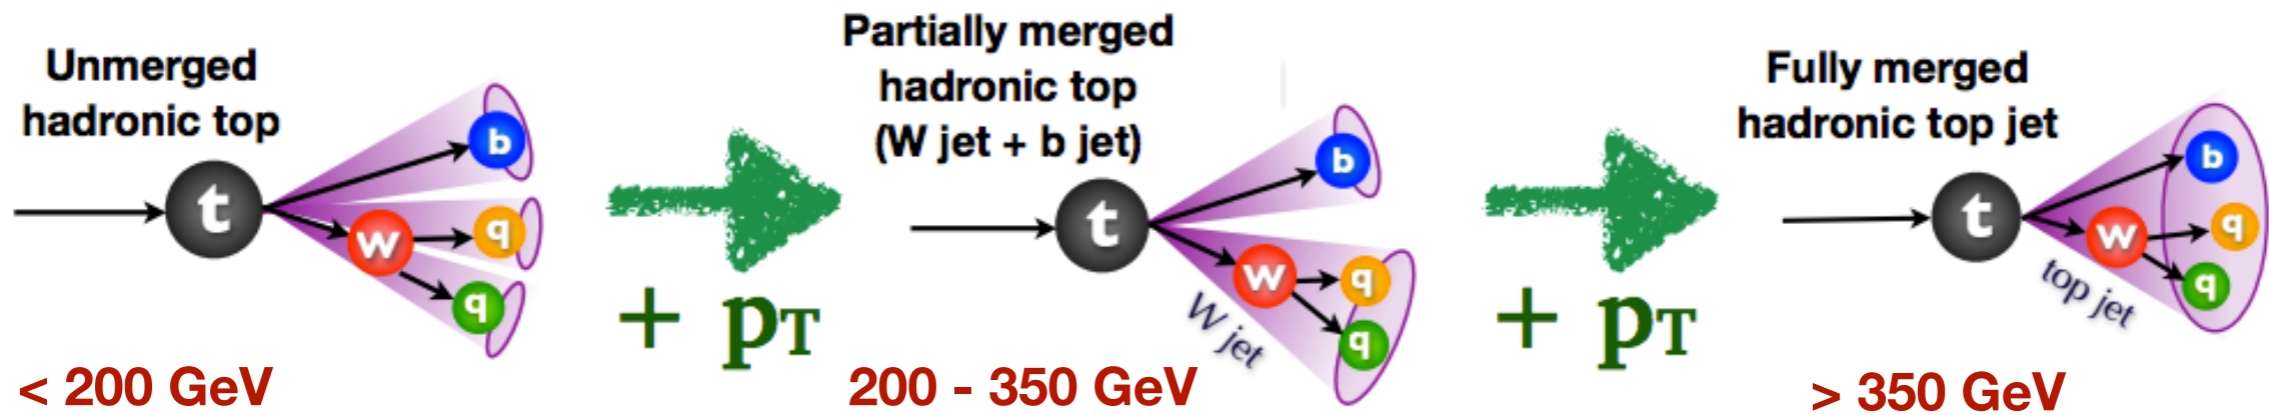 Unmerged
hadronic top
t
b
w
q
q
< 200 GeV
+ pT
Partially merged
hadronic top
(W jet + b jet)
t
b
w
q
q
W jet
200 - 350 GeV
+ pT
Fully merged
hadronic top jet
t
b
w
q
q
top jet
> 350 GeV